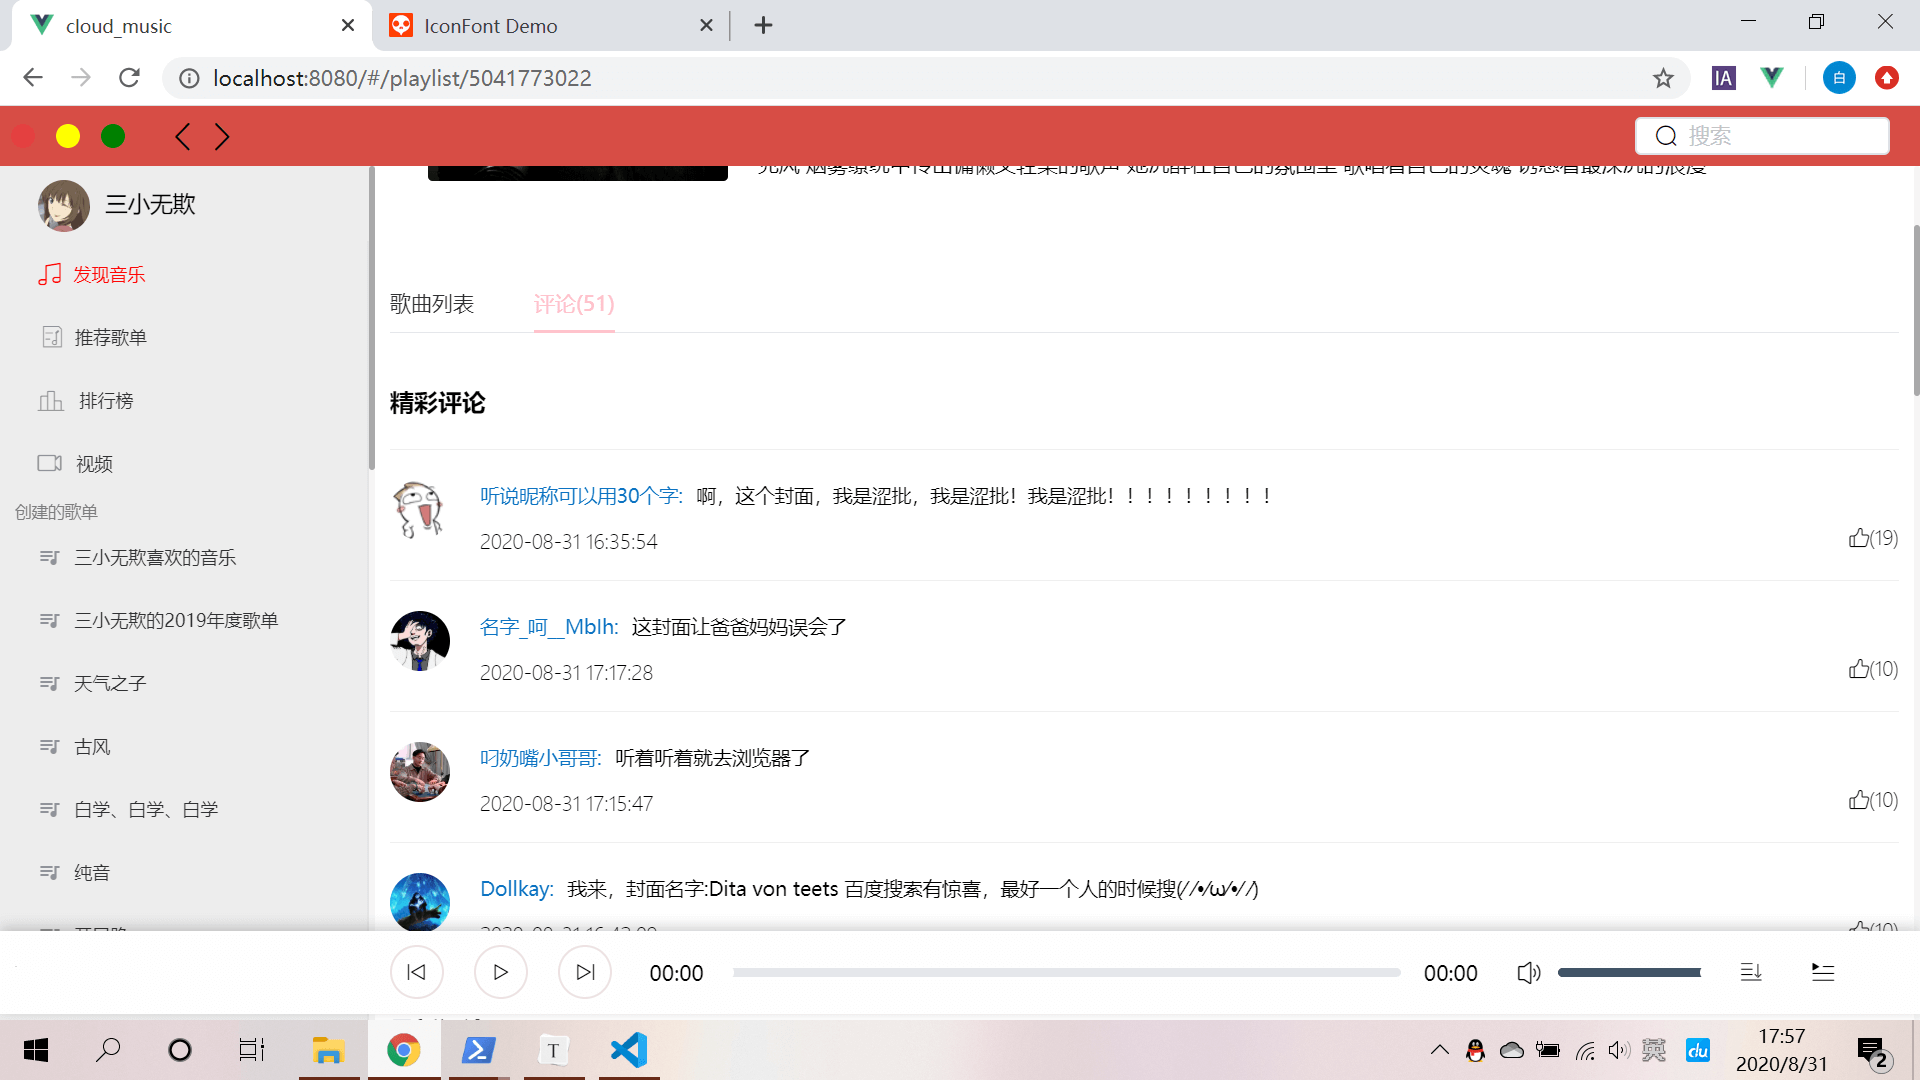 cloud_music
IconFont Demo
localhost:8080/#/playlist/5041773022
IA
白
搜索
三小无欺
发现音乐
推荐歌单
排行榜
视频
创建的歌单
三小无欺喜欢的音乐
三小无欺的2019年度歌单
天气之子
古风
白学、白学、白学
纯音
歌曲列表
评论(51)
精彩评论
听说昵称可以用30个字: 啊，这个封面，我是涩批，我是涩批！我是涩批！！！！！！！！！
2020-08-31 16:35:54
(19)
名字_呵__Mblh: 这封面让爸爸妈妈误会了
2020-08-31 17:17:28
(10)
叼奶嘴小哥哥: 听着听着就去浏览器了
2020-08-31 17:15:47
(10)
Dollkay: 我来，封面名字:Dita von teets 百度搜索有惊喜，最好一个人的时候搜(//•/ω/•//)
00:00
00:00
T
英
du
17:57
2020/8/31
2